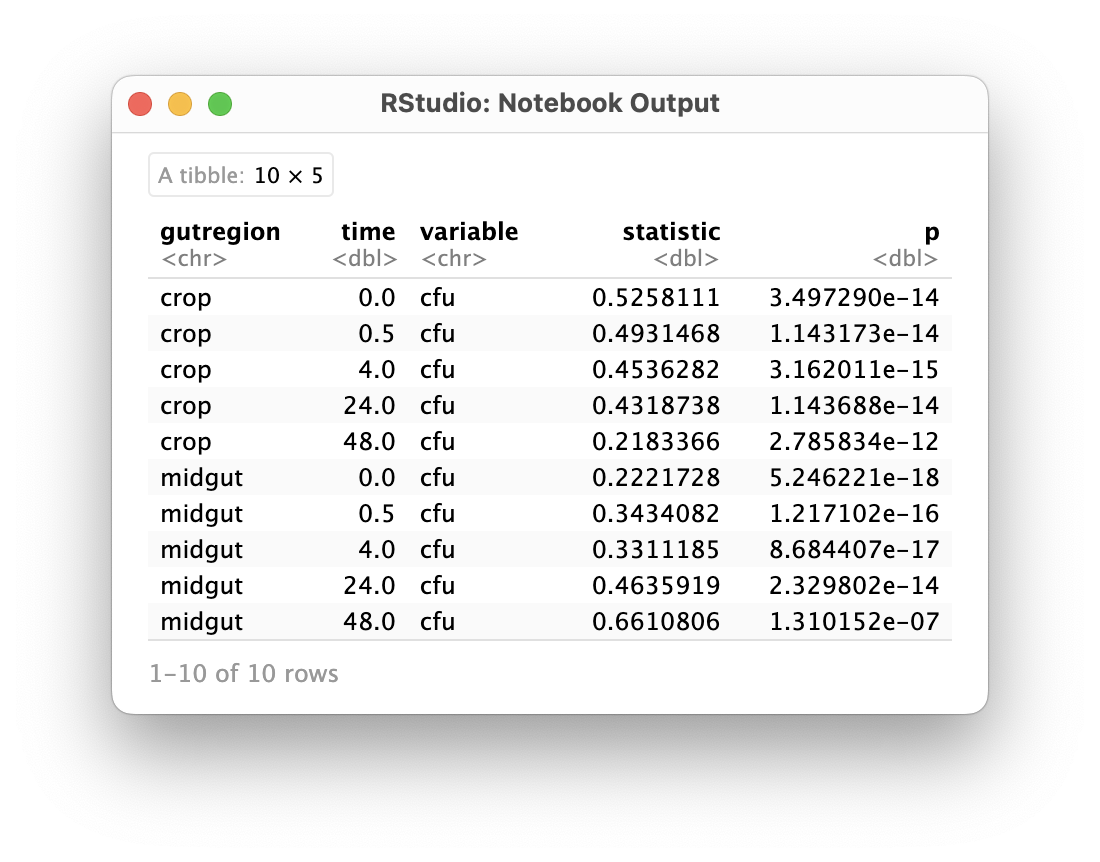 RStudio: Notebook Output
A tibble: 10 × 5
gutregion time variable statistic p
<chr> <dbl> <chr> <dbl> <dbl>
crop 0.0 cfu 0.5258111 3.497290e-14
crop 0.5 cfu 0.4931468 1.143173e-14
crop 4.0 cfu 0.4536282 3.162011e-15
crop 24.0 cfu 0.4318738 1.143688e-14
crop 48.0 cfu 0.2183366 2.785834e-12
midgut 0.0 cfu 0.2221728 5.246221e-18
midgut 0.5 cfu 0.3434082 1.217102e-16
midgut 4.0 cfu 0.3311185 8.684407e-17
midgut 24.0 cfu 0.4635919 2.329802e-14
midgut 48.0 cfu 0.6610806 1.310152e-07
1-10 of 10 rows